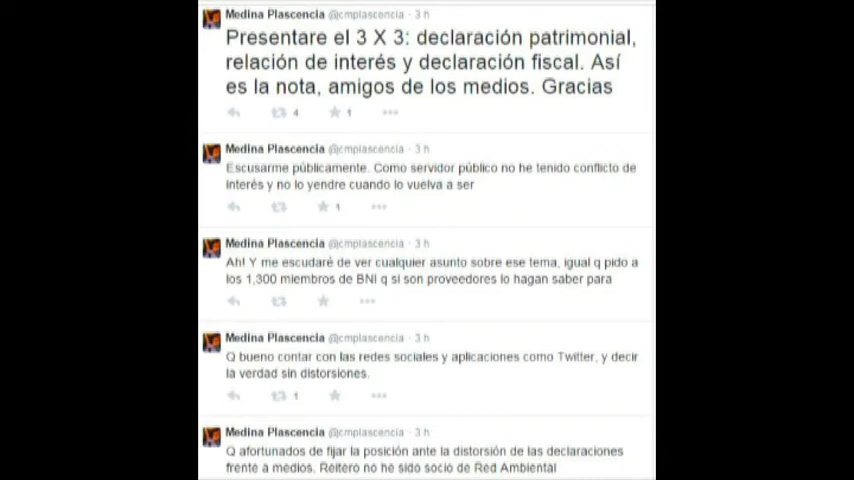 Medina Plascencia @cmplascencia · 3 h
Presentare el 3 X 3: declaración patrimonial,
relación de interés y declaración fiscal. Así
es la nota, amigos de los medios. Gracias
4 1
Medina Plascencia @cmplascencia · 3 h
Escusarme públicamente. Como servidor público no he tenido conflicto de
interés y no lo yendre cuando lo vuelva a ser
1
Medina Plascencia @cmplascencia · 3 h
Ah! Y me escudaré de ver cualquier asunto sobre ese tema, igual q pido a
los 1,300 miembros de BNI q si son proveedores lo hagan saber para
Medina Plascencia @cmplascencia · 3 h
Q bueno contar con las redes sociales y aplicaciones como Twitter, y decir
la verdad sin distorsiones.
1
Medina Plascencia @cmplascencia · 3 h
Q afortunados de fijar la posición ante la distorsión de las declaraciones
frente a medios. Reitero no he sido socio de Red Ambiental